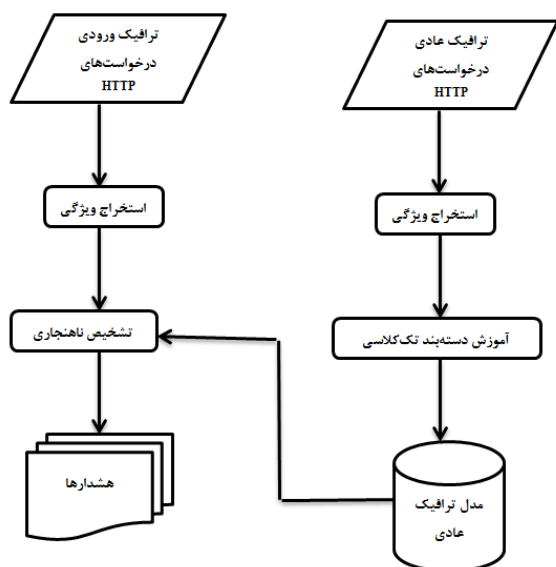 ترافیک عادی
درخواست‌های
HTTP
استخراج ویژگی
آموزش دسته‌بند تک‌کلاسی
مدل ترافیک
عادی
ترافیک ورودی
درخواست‌های
HTTP
استخراج ویژگی
تشخیص ناهنجاری
هشدارها